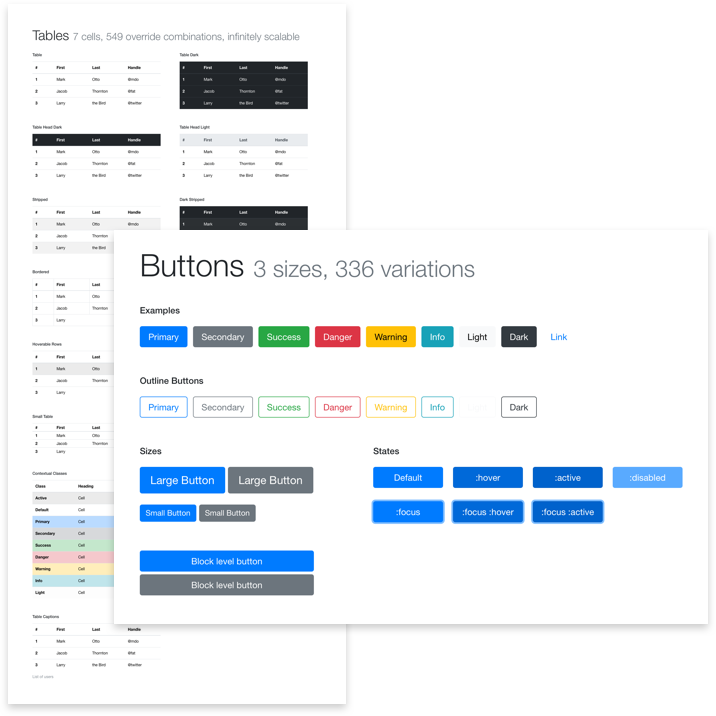 Tables 7 cells, 549 override combinations, infinitely scalable
Table
# First Last Handle
1 Mark Otto @mdo
2 Jacob Thornton @fat
3 Larry the Bird @twitter
Table Dark
# First Last Handle
1 Mark Otto @mdo
2 Jacob Thornton @fat
3 Larry the Bird @twitter
Table Head Dark
# First Last Handle
1 Mark Otto @mdo
2 Jacob Thornton @fat
3 Larry the Bird @twitter
Table Head Light
# First Last Handle
1 Mark Otto @mdo
2 Jacob Thornton @fat
3 Larry the Bird @twitter
Stripped
# First Last Handle
1 Mark Otto @mdo
2 Jacob Thornton
3 Larry the Bird
Dark Stripped
# First Last Handle
1 Mark Otto @mdo
Bordered
# First Last
1 Mark Otto
2 Jacob Thornton
3 Larry
Hoverable Rows
# First Last
1 Mark Otto
2 Jacob Thornton
3 Larry
Small Table
# First Last
1 Mark Otto
2 Jacob Thornton
3 Larry
Contextual Classes
Class Heading
Active Cell
Default Cell
Primary Cell
Secondary Cell
Success Cell
Danger Cell
Warning Cell
Info Cell
Light Cell
Table Captions
# First Last Handle
1 Mark Otto @mdo
2 Jacob Thornton @fat
3 Larry the Bird @twitter
List of users
Buttons 3 sizes, 336 variations
Examples
Primary Secondary Success Danger Warning Info Light Dark Link
Outline Buttons
Primary Secondary Success Danger Warning Info Dark
Sizes
Large Button Large Button
Small Button Small Button
Block level button
Block level button
States
Default :hover :active :disabled
:focus :focus :hover :focus :active